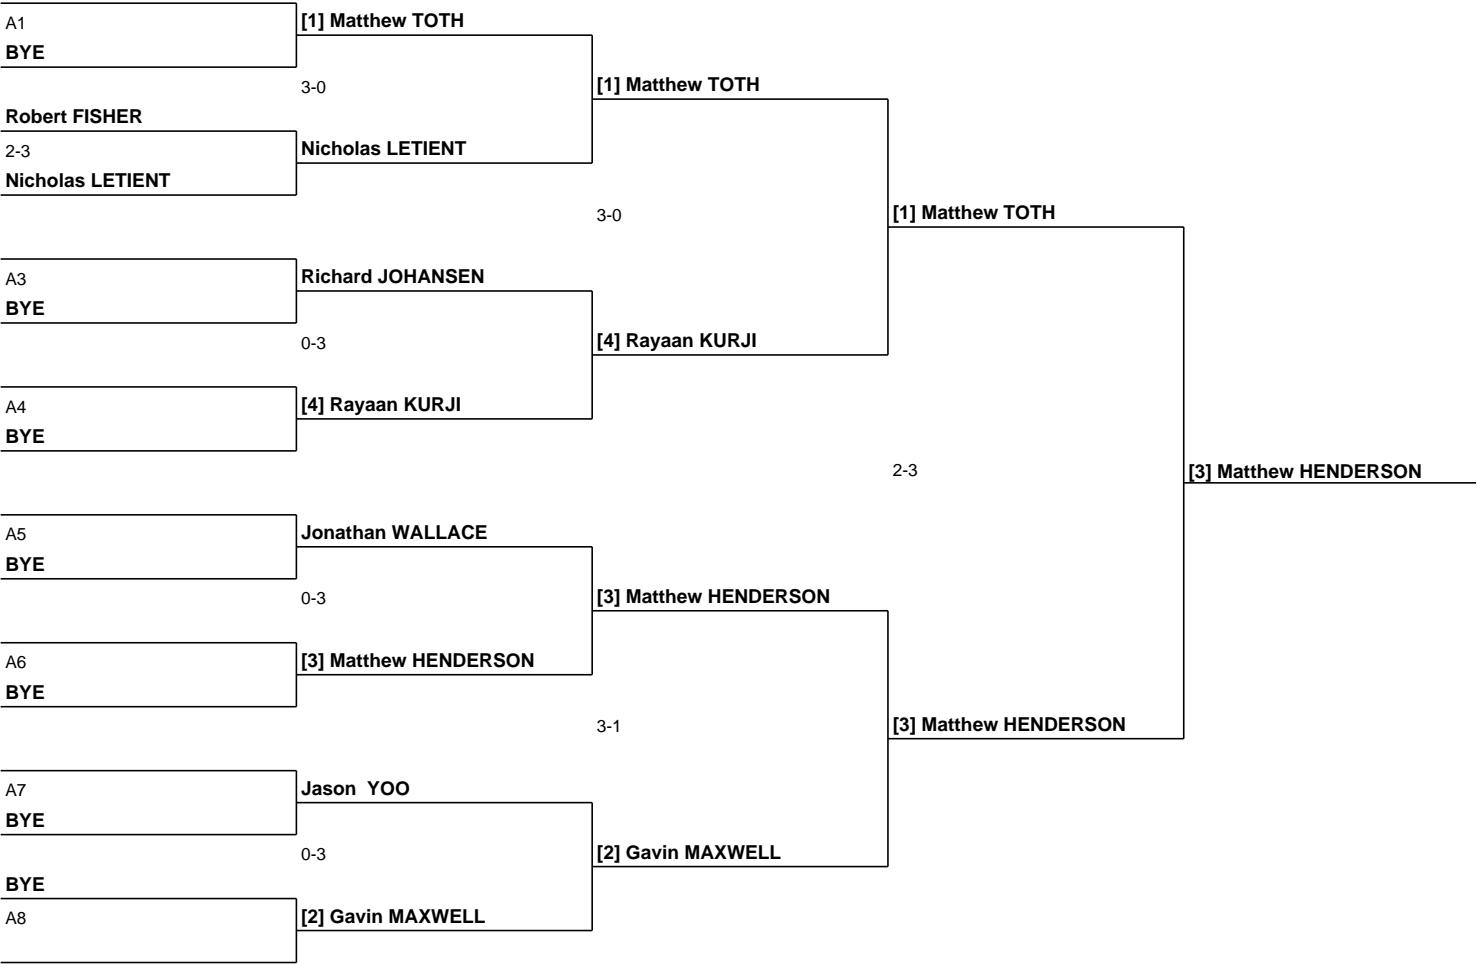 A1
BYE
[1] Matthew TOTH
3-0
[1] Matthew TOTH
Robert FISHER
2-3
Nicholas LETIENT
Nicholas LETIENT
3-0
[1] Matthew TOTH
A3
BYE
Richard JOHANSEN
0-3
[4] Rayaan KURJI
A4
BYE
[4] Rayaan KURJI
2-3
[3] Matthew HENDERSON
A5
BYE
Jonathan WALLACE
0-3
[3] Matthew HENDERSON
A6
BYE
[3] Matthew HENDERSON
3-1
[3] Matthew HENDERSON
A7
BYE
Jason  YOO
0-3
[2] Gavin MAXWELL
BYE
A8
[2] Gavin MAXWELL